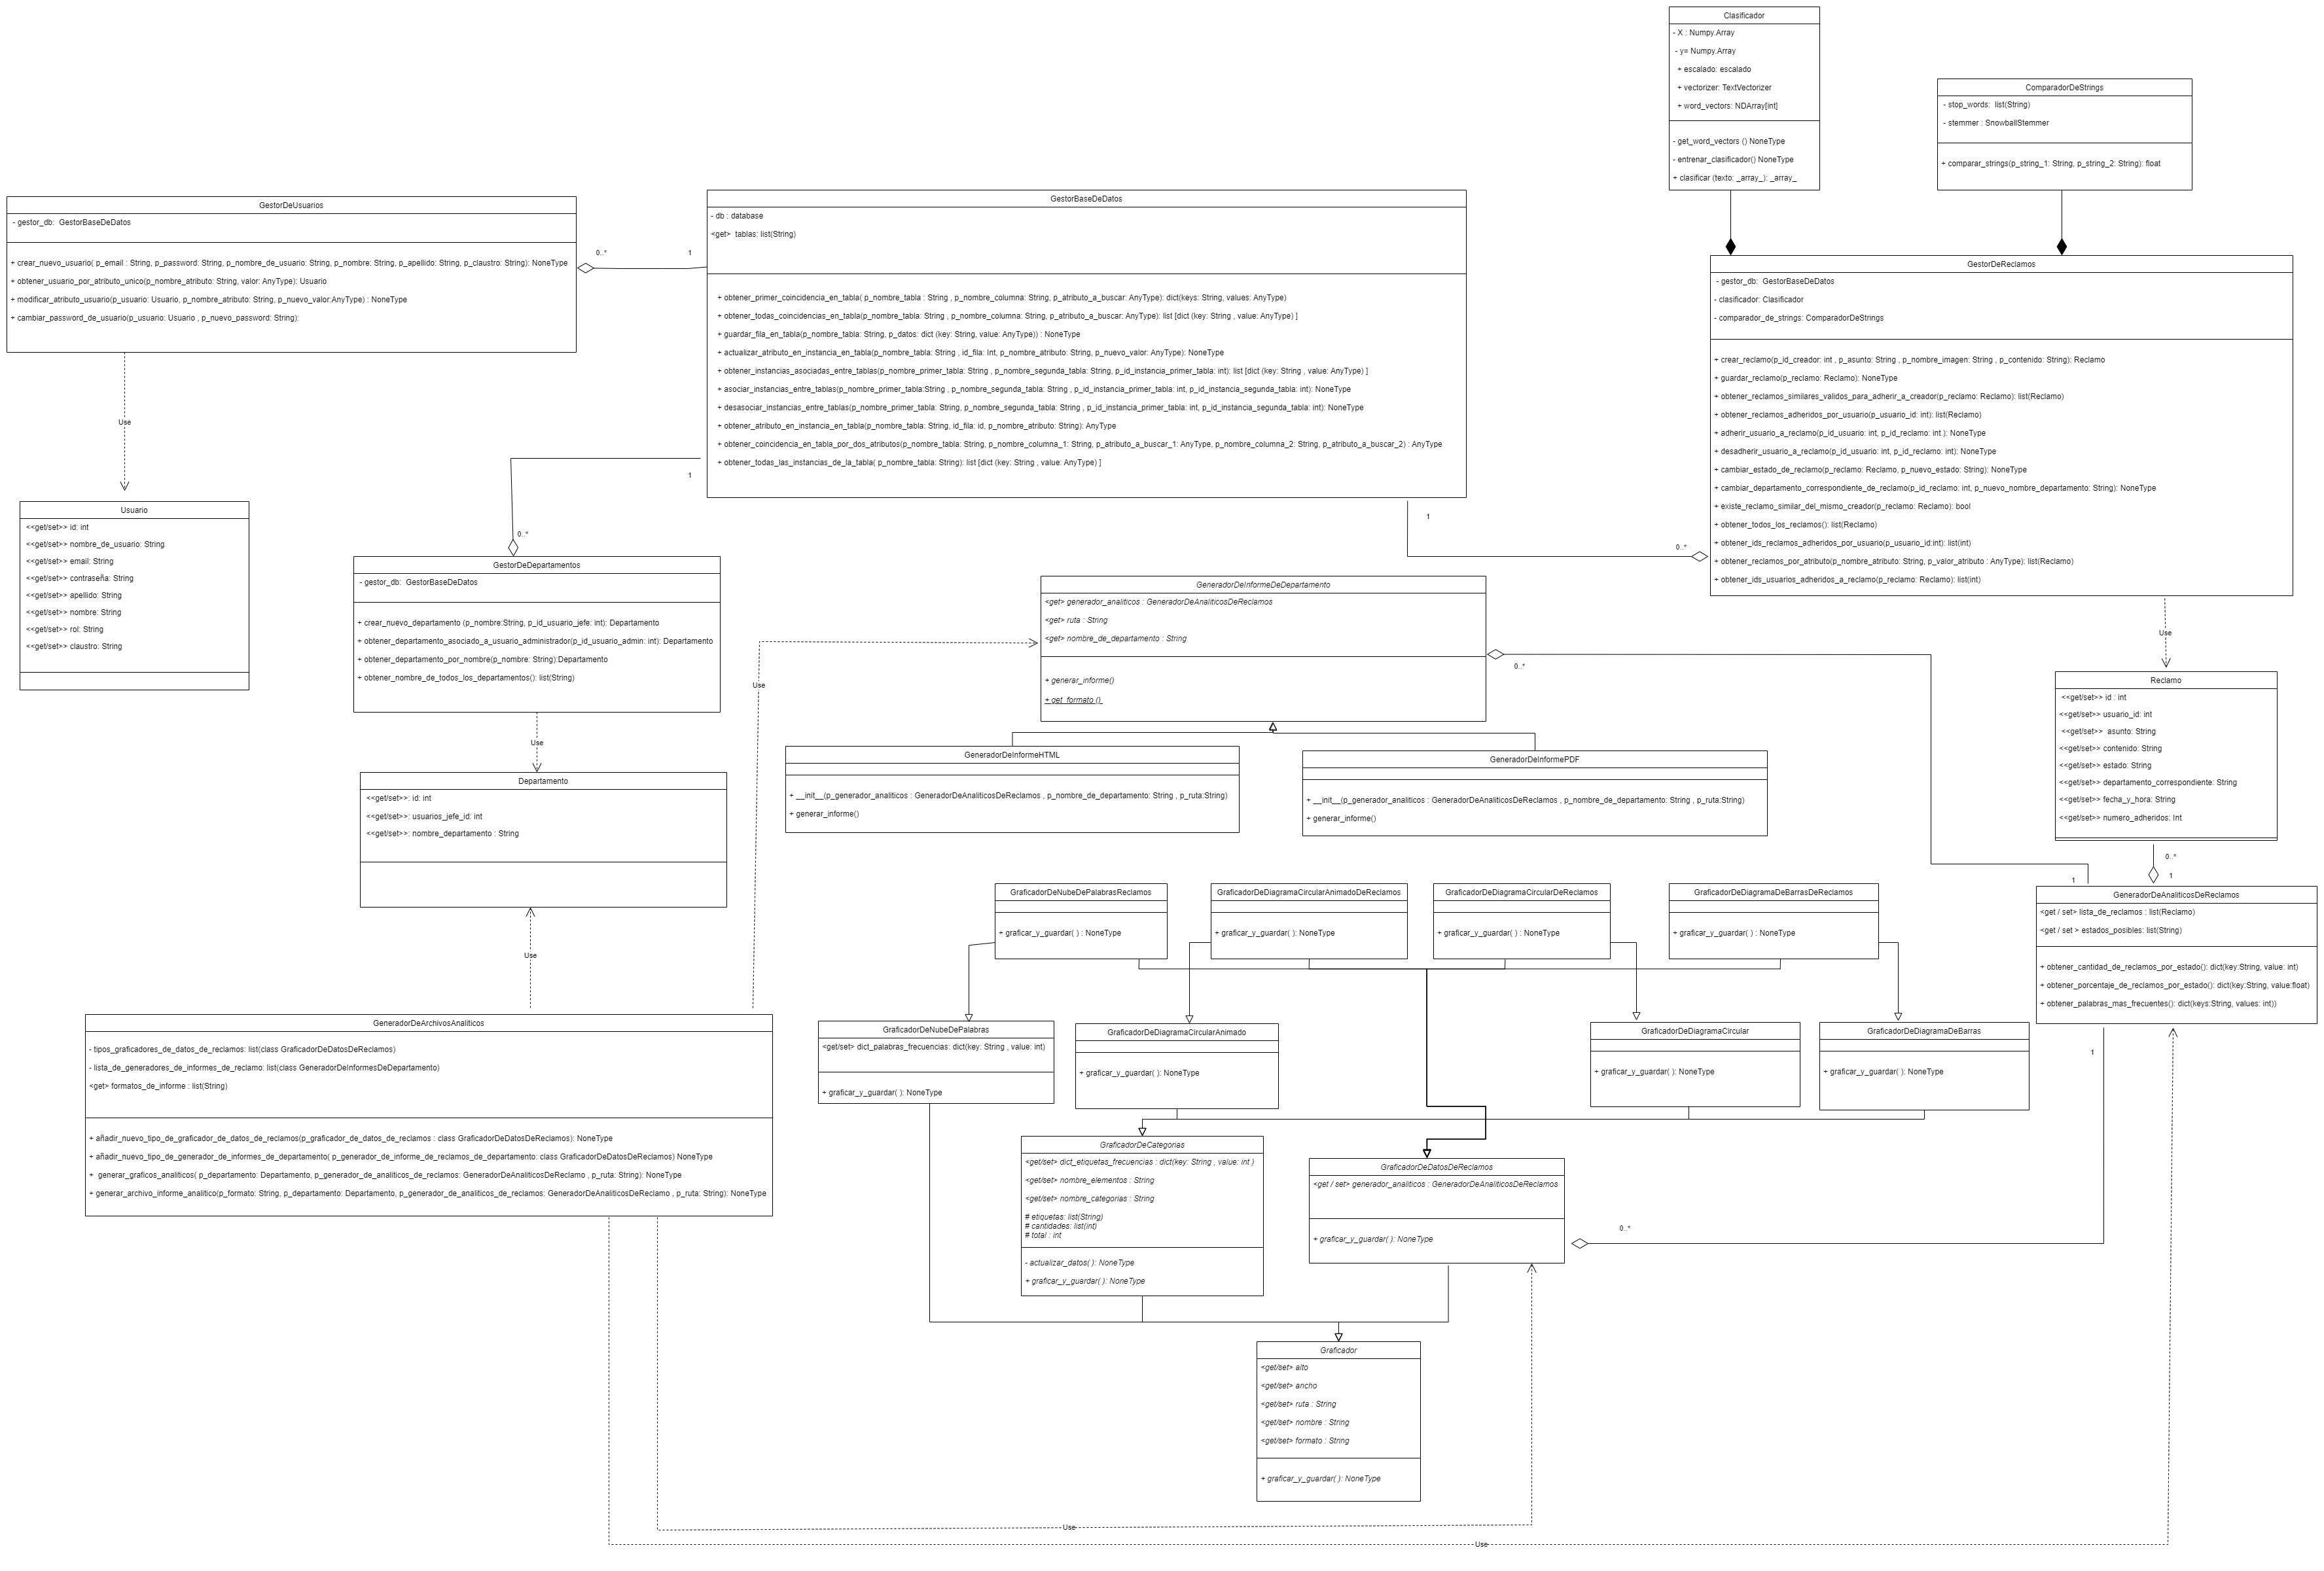 Clasificador
- X : Numpy.Array
- y= Numpy.Array
+ escalado: escalado
+ vectorizer: TextVectorizer
+ word_vectors: NDArray[int]
- get_word_vectors () NoneType
- entrenar_clasificador() NoneType
+ clasificar (texto: _array_): _array_
ComparadorDeStrings
- stop_words: list(String)
- stemmer : SnowballStemmer
+ comparar_strings(p_string_1: String, p_string_2: String): float
GestorDeUsuarios
- gestor_db: GestorBaseDeDatos
+ crear_nuevo_usuario( p_email : String, p_password: String, p_nombre_de_usuario: String, p_nombre: String, p_apellido: String, p_claustro: String): NoneType
+ obtener_usuario_por_atributo_unico(p_nombre_atributo: String, valor: AnyType): Usuario
+ modificar_atributo_usuario(p_usuario: Usuario, p_nombre_atributo: String, p_nuevo_valor:AnyType) : NoneType
+ cambiar_password_de_usuario(p_usuario: Usuario , p_nuevo_password: String):
0..*
1
GestorBaseDeDatos
- db : database
<get> tablas: list(String)
+ obtener_primer_coincidencia_en_tabla( p_nombre_tabla : String , p_nombre_columna: String, p_atributo_a_buscar: AnyType): dict(keys: String, values: AnyType)
+ obtener_todas_coincidencias_en_tabla(p_nombre_tabla: String , p_nombre_columna: String, p_atributo_a_buscar: AnyType): list [dict (key: String , value: AnyType) ]
+ guardar_fila_en_tabla(p_nombre_tabla: String, p_datos: dict (key: String, value: AnyType)) : NoneType
+ actualizar_atributo_en_instancia_en_tabla(p_nombre_tabla: String , id_fila: Int, p_nombre_atributo: String, p_nuevo_valor: AnyType): NoneType
+ obtener_instancias_asociadas_entre_tablas(p_nombre_primer_tabla: String , p_nombre_segunda_tabla: String, p_id_instancia_primer_tabla: int): list [dict (key: String , value: AnyType) ]
+ asociar_instancias_entre_tablas(p_nombre_primer_tabla:String , p_nombre_segunda_tabla: String , p_id_instancia_primer_tabla: int, p_id_instancia_segunda_tabla: int): NoneType
+ desasociar_instancias_entre_tablas(p_nombre_primer_tabla: String, p_nombre_segunda_tabla: String , p_id_instancia_primer_tabla: int, p_id_instancia_segunda_tabla: int): NoneType
+ obtener_atributo_en_instancia_en_tabla(p_nombre_tabla: String, id_fila: id, p_nombre_atributo: String): AnyType
+ obtener_coincidencia_en_tabla_por_dos_atributos(p_nombre_tabla: String, p_nombre_columna_1: String, p_atributo_a_buscar_1: AnyType, p_nombre_columna_2: String, p_atributo_a_buscar_2) : AnyType
+ obtener_todas_las_instancias_de_la_tabla( p_nombre_tabla: String): list [dict (key: String , value: AnyType) ]
GestorDeReclamos
- gestor_db: GestorBaseDeDatos
- clasificador: Clasificador
- comparador_de_strings: ComparadorDeStrings
+ crear_reclamo(p_id_creador: int , p_asunto: String , p_nombre_imagen: String , p_contenido: String): Reclamo
+ guardar_reclamo(p_reclamo: Reclamo): NoneType
+ obtener_reclamos_similares_validos_para_adherir_a_creador(p_reclamo: Reclamo): list(Reclamo)
+ obtener_reclamos_adheridos_por_usuario(p_usuario_id: int): list(Reclamo)
+ adherir_usuario_a_reclamo(p_id_usuario: int, p_id_reclamo: int ): NoneType
+ desadherir_usuario_a_reclamo(p_id_usuario: int, p_id_reclamo: int): NoneType
+ cambiar_estado_de_reclamo(p_reclamo: Reclamo, p_nuevo_estado: String): NoneType
+ cambiar_departamento_correspondiente_de_reclamo(p_id_reclamo: int, p_nuevo_nombre_departamento: String): NoneType
+ existe_reclamo_similar_del_mismo_creador(p_reclamo: Reclamo): bool
+ obtener_todos_los_reclamos(): list(Reclamo)
+ obtener_ids_reclamos_adheridos_por_usuario(p_usuario_id:int): list(int)
+ obtener_reclamos_por_atributo(p_nombre_atributo: String, p_valor_atributo : AnyType): list(Reclamo)
+ obtener_ids_usuarios_adheridos_a_reclamo(p_reclamo: Reclamo): list(int)
Use
1
0..*
1
0..*
Usuario
<<get/set>> id: int
<<get/set>> nombre_de_usuario: String
<<get/set>> email: String
<<get/set>> contraseña: String
<<get/set>> apellido: String
<<get/set>> nombre: String
<<get/set>> rol: String
<<get/set>> claustro: String
GestorDeDepartamentos
- gestor_db: GestorBaseDeDatos
+ crear_nuevo_departamento (p_nombre:String, p_id_usuario_jefe: int): Departamento
+ obtener_departamento_asociado_a_usuario_administrador(p_id_usuario_admin: int): Departamento
+ obtener_departamento_por_nombre(p_nombre: String):Departamento
+ obtener_nombre_de_todos_los_departamentos(): list(String)
GeneradorDeInformeDeDepartamento
<get> generador_analiticos : GeneradorDeAnaliticosDeReclamos
<get> ruta : String
<get> nombre_de_departamento : String
+ generar_informe()
+ get_formato ()
0..*
Use
Use
Use
Reclamo
<<get/set>> id : int
<<get/set>> usuario_id: int
<<get/set>> asunto: String
<<get/set>> contenido: String
<<get/set>> estado: String
<<get/set>> departamento_correspondiente: String
<<get/set>> fecha_y_hora: String
<<get/set>> numero_adheridos: Int
GeneradorDeInformeHTML
+ __init__(p_generador_analiticos : GeneradorDeAnaliticosDeReclamos , p_nombre_de_departamento: String , p_ruta:String)
+ generar_informe()
GeneradorDeInformePDF
+ __init__(p_generador_analiticos : GeneradorDeAnaliticosDeReclamos , p_nombre_de_departamento: String , p_ruta:String)
+ generar_informe()
Departamento
<<get/set>>: id: int
<<get/set>>: usuarios_jefe_id: int
<<get/set>>: nombre_departamento : String
0..*
1
1
GraficadorDeNubeDePalabrasReclamos
+ graficar_y_guardar( ) : NoneType
GraficadorDeDiagramaCircularAnimadoDeReclamos
+ graficar_y_guardar( ): NoneType
GraficadorDeDiagramaCircularDeReclamos
+ graficar_y_guardar( ) : NoneType
GraficadorDeDiagramaDeBarrasDeReclamos
+ graficar_y_guardar( ) : NoneType
GeneradorDeAnaliticosDeReclamos
<get / set> lista_de_reclamos : list(Reclamo)
<get / set > estados_posibles: list(String)
+ obtener_cantidad_de_reclamos_por_estado(): dict(key:String, value: int)
+ obtener_porcentaje_de_reclamos_por_estado(): dict(key:String, value:float)
+ obtener_palabras_mas_frecuentes(): dict(keys:String, values: int))
Use
GeneradorDeArchivosAnaliticos
- tipos_graficadores_de_datos_de_reclamos: list(class GraficadorDeDatosDeReclamos)
- lista_de_generadores_de_informes_de_reclamo: list(class GeneradorDeInformesDeDepartamento)
<get> formatos_de_informe : list(String)
+ añadir_nuevo_tipo_de_graficador_de_datos_de_reclamos(p_graficador_de_datos_de_reclamos : class GraficadorDeDatosDeReclamos): NoneType
+ añadir_nuevo_tipo_de_generador_de_informes_de_departamento( p_generador_de_informe_de_reclamos_de_departamento: class GraficadorDeDatosDeReclamos) NoneType
+ generar_graficos_analiticos( p_departamento: Departamento, p_generador_de_analiticos_de_reclamos: GeneradorDeAnaliticosDeReclamo , p_ruta: String): NoneType
+ generar_archivo_informe_analitico(p_formato: String, p_departamento: Departamento, p_generador_de_analiticos_de_reclamos: GeneradorDeAnaliticosDeReclamo , p_ruta: String): NoneType
GraficadorDeNubeDePalabras
<get/set> dict_palabras_frecuencias: dict(key: String , value: int)
+ graficar_y_guardar( ): NoneType
GraficadorDeDiagramaCircularAnimado
+ graficar_y_guardar( ): NoneType
GraficadorDeDiagramaCircular
+ graficar_y_guardar( ): NoneType
GraficadorDeDiagramaDeBarras
+ graficar_y_guardar( ): NoneType
1
GraficadorDeCategorias
<get/set> dict_etiquetas_frecuencias : dict(key: String , value: int )
<get/set> nombre_elementos : String
<get/set> nombre_categorias : String
# etiquetas: list(String)
# cantidades: list(int)
# total : int
- actualizar_datos( ): NoneType
+ graficar_y_guardar( ): NoneType
GraficadorDeDatosDeReclamos
<get / set> generador_analiticos : GeneradorDeAnaliticosDeReclamos
+ graficar_y_guardar( ): NoneType
0..*
Graficador
<get/set> alto
<get/set> ancho
<get/set> ruta : String
<get/set> nombre : String
<get/set> formato : String
+ graficar_y_guardar( ): NoneType
Use
Use